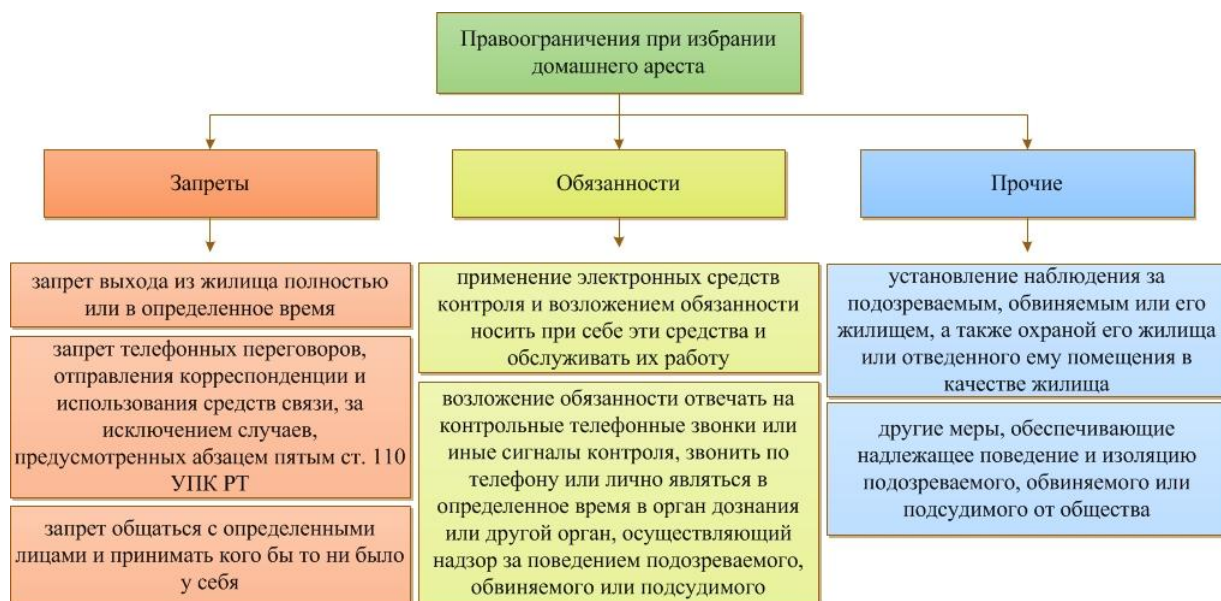 Правоограничения при избрании
домашнего ареста
Запреты
Обязанности
Прочие
запрет выхода из жилища полностью
или в определенное время
запрет телефонных переговоров,
отправления корреспонденции и
использования средств связи, за
исключением случаев,
предусмотренных абзацем пятым ст. 110
УПК РТ
запрет общаться с определенными
лицами и принимать кого бы то ни было
у себя
применение электронных средств
контроля и возложением обязанности
носить при себе эти средства и
обслуживать их работу
возложение обязанности отвечать на
контрольные телефонные звонки или
иные сигналы контроля, звонить по
телефону или лично являться в
определенное время в орган дознания
или другой орган, осуществляющий
надзор за поведением подозреваемого,
обвиняемого или подсудимого
установление наблюдения за
подозреваемым, обвиняемым или его
жилищем, а также охраной его жилища
или отведенного ему помещения в
качестве жилища
другие меры, обеспечивающие
надлежащее поведение и изоляцию
подозреваемого, обвиняемого или
подсудимого от общества